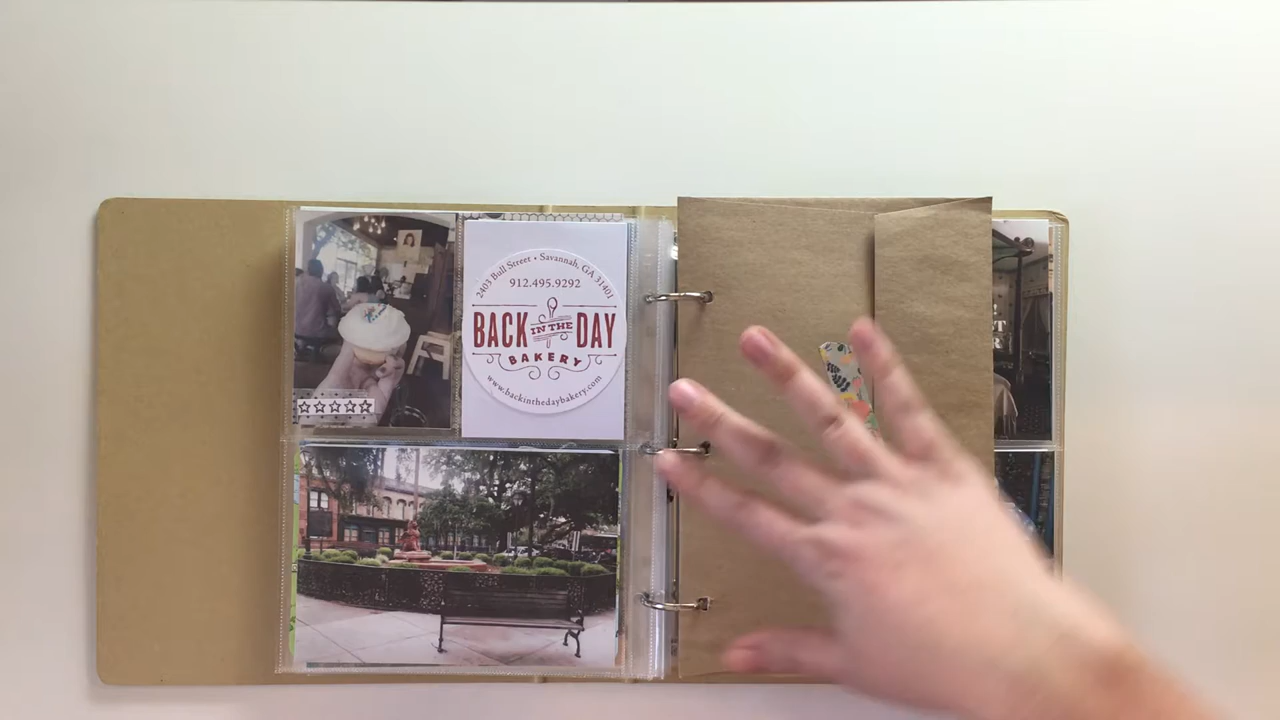 2403 Bull Street • Savannah, GA 31401
912.495.9292
BACK IN THE DAY
BAKERY
www.backinthedaybakery.com